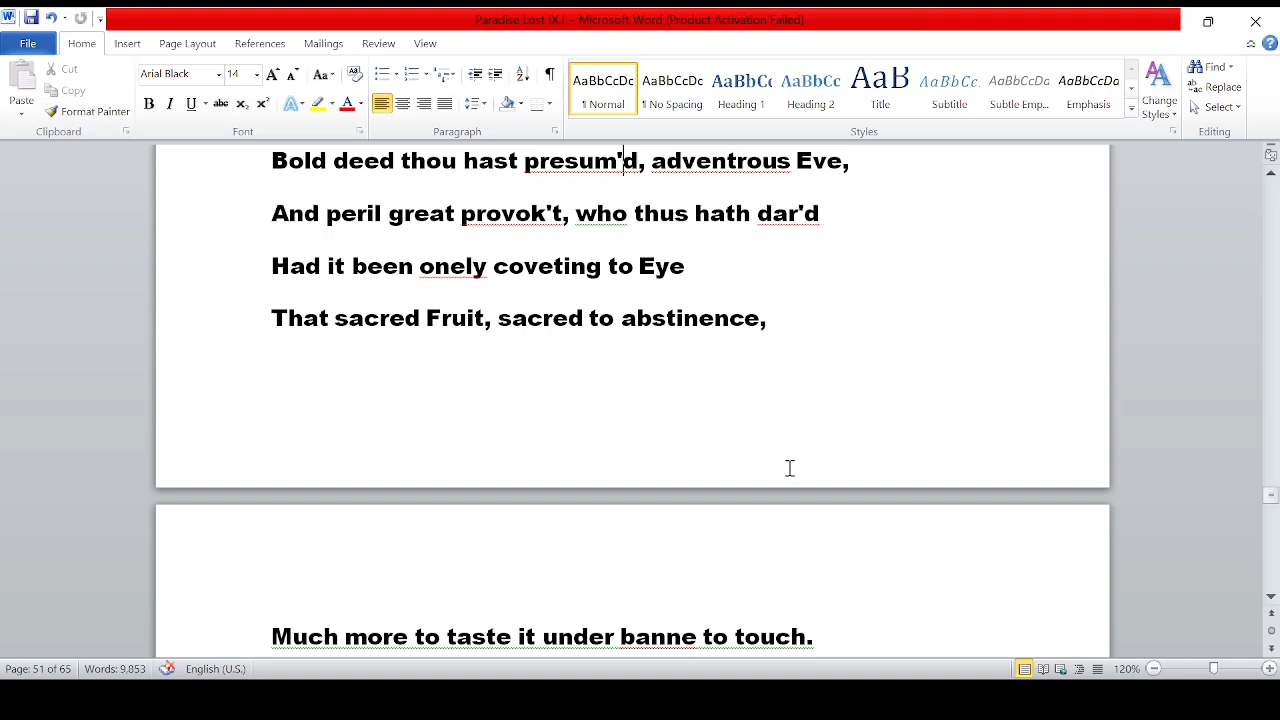 Paradise Lost IX.I - Microsoft Word (Product Activation Failed)
File Home Insert Page Layout References Mailings Review View
Cut
Copy
Format Painter
Paste
Clipboard
Arial Black 14
Font
Paragraph
AaBbCcDc AaBbCcDc AaBbC AaBbCc AaB AaBbCc. AaBbCcDc AaBbCcDc
¶ Normal ¶ No Spacing Heading 1 Heading 2 Title Subtitle Subtle Emp... Emphasis
Change Styles
Styles
Find
Replace
Select
Editing
Bold deed thou hast presum'd, adventrous Eve,
And peril great provok't, who thus hath dar'd
Had it been onely coveting to Eye
That sacred Fruit, sacred to abstinence,
Much more to taste it under banne to touch.
Page: 51 of 65 Words: 9,853 English (U.S.) 120%